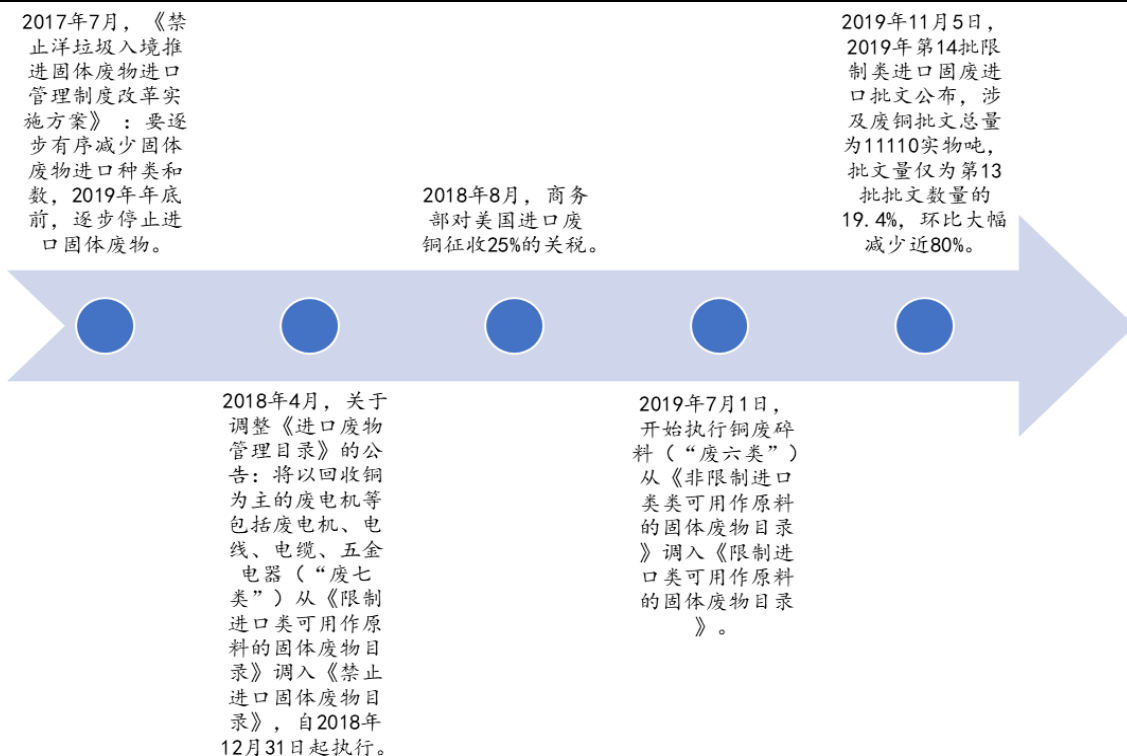 2017年7月，《禁
止洋垃圾入境推
进固体废物进口
管理制度改革实
施方案》：要逐
步有序减少固体
废物进口种类和
数，2019年年底
前，逐步停止进
口固体废物。
2018年4月，关于
调整《进口废物
管理目录》的公
告：将以回收铜
为主的废电机等
包括废电机、电
线、电缆、五金
电器（“废七
类”）从《限制
进口类可用作原
料的固体废物目
录》调入《禁止
进口固体废物目
录》，自2018年
12月31日起执行。
2018年8月，商务
部对美国进口废
铜征收25%的关税。
2019年7月1日，
开始执行铜废碎
料（“废六类”）
从《非限制进口
类类可用作原料
的固体废物目录
》调入《限制进
口类可用作原料
的固体废物目录
》。
2019年11月5日，
2019年第14批限
制类进口固废进
口批文公布，涉
及废铜批文总量
为11110实物吨，
批文量仅为第13
批批文数量的
19.4%，环比大幅
减少近80%。